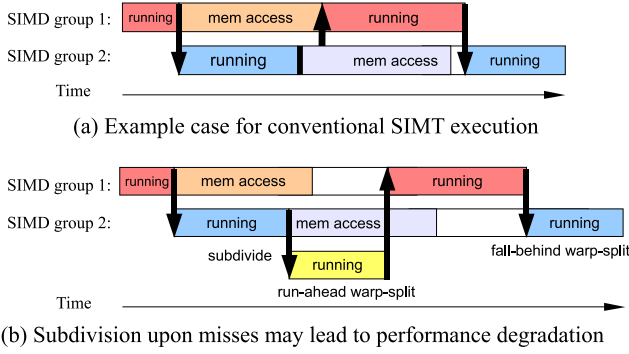 SIMD group 1: running mem access running
SIMD group 2: running mem access running
Time
(a) Example case for conventional SIMT execution
SIMD group 1: running mem access running
SIMD group 2: running mem access running
subdivide running fall-behind warp-split
run-ahead warp-split
Time
(b) Subdivision upon misses may lead to performance degradation